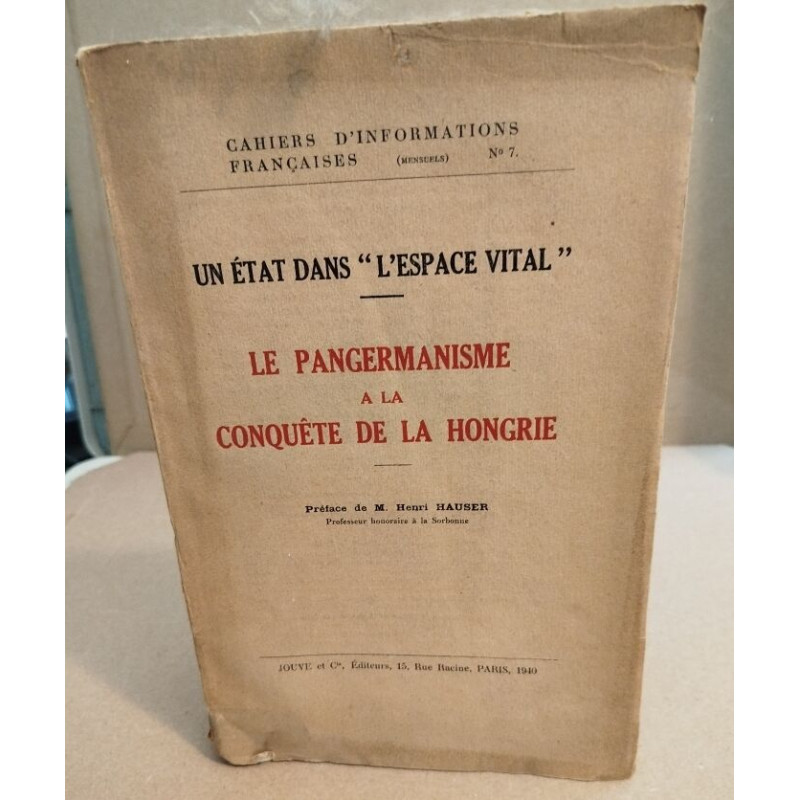 CAHIERS D'INFORMATIONS
FRANÇAISES (MENSUELS) Nº 7.
UN ÉTAT DANS “ L'ESPACE VITAL ”
LE PANGERMANISME
A LA
CONQUÊTE DE LA HONGRIE
Préface de M. Henri HAUSER
Professeur honoraire à la Sorbonne
JOUVE et Cie, Éditeurs, 15, Rue Racine, PARIS, 1940